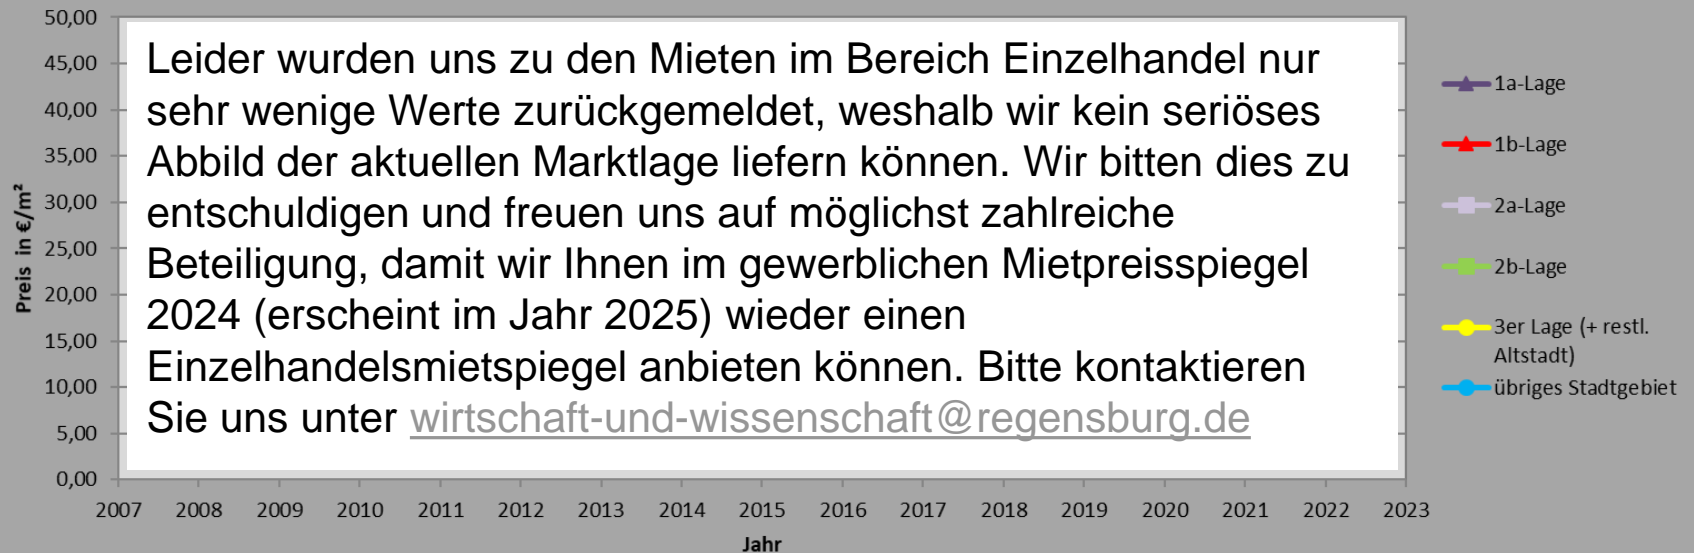 50,00
45,00
40,00
35,00
30,00
25,00
20,00
15,00
10,00
5,00
0,00
Preis in €/m²
Leider wurden uns zu den Mieten im Bereich Einzelhandel nur
sehr wenige Werte zurückgemeldet, weshalb wir kein seriöses
Abbild der aktuellen Marktlage liefern können. Wir bitten dies zu
entschuldigen und freuen uns auf möglichst zahlreiche
Beteiligung, damit wir Ihnen im gewerblichen Mietpreisspiegel
2024 (erscheint im Jahr 2025) wieder einen
Einzelhandelsmietspiegel anbieten können. Bitte kontaktieren
Sie uns unter wirtschaft-und-wissenschaft@regensburg.de
2007 2008 2009 2010 2011 2012 2013 2014 2015 2016 2017 2018 2019 2020 2021 2022 2023
Jahr
1a-Lage
1b-Lage
2a-Lage
2b-Lage
3er Lage (+ restl.
Altstadt)
übriges Stadtgebiet